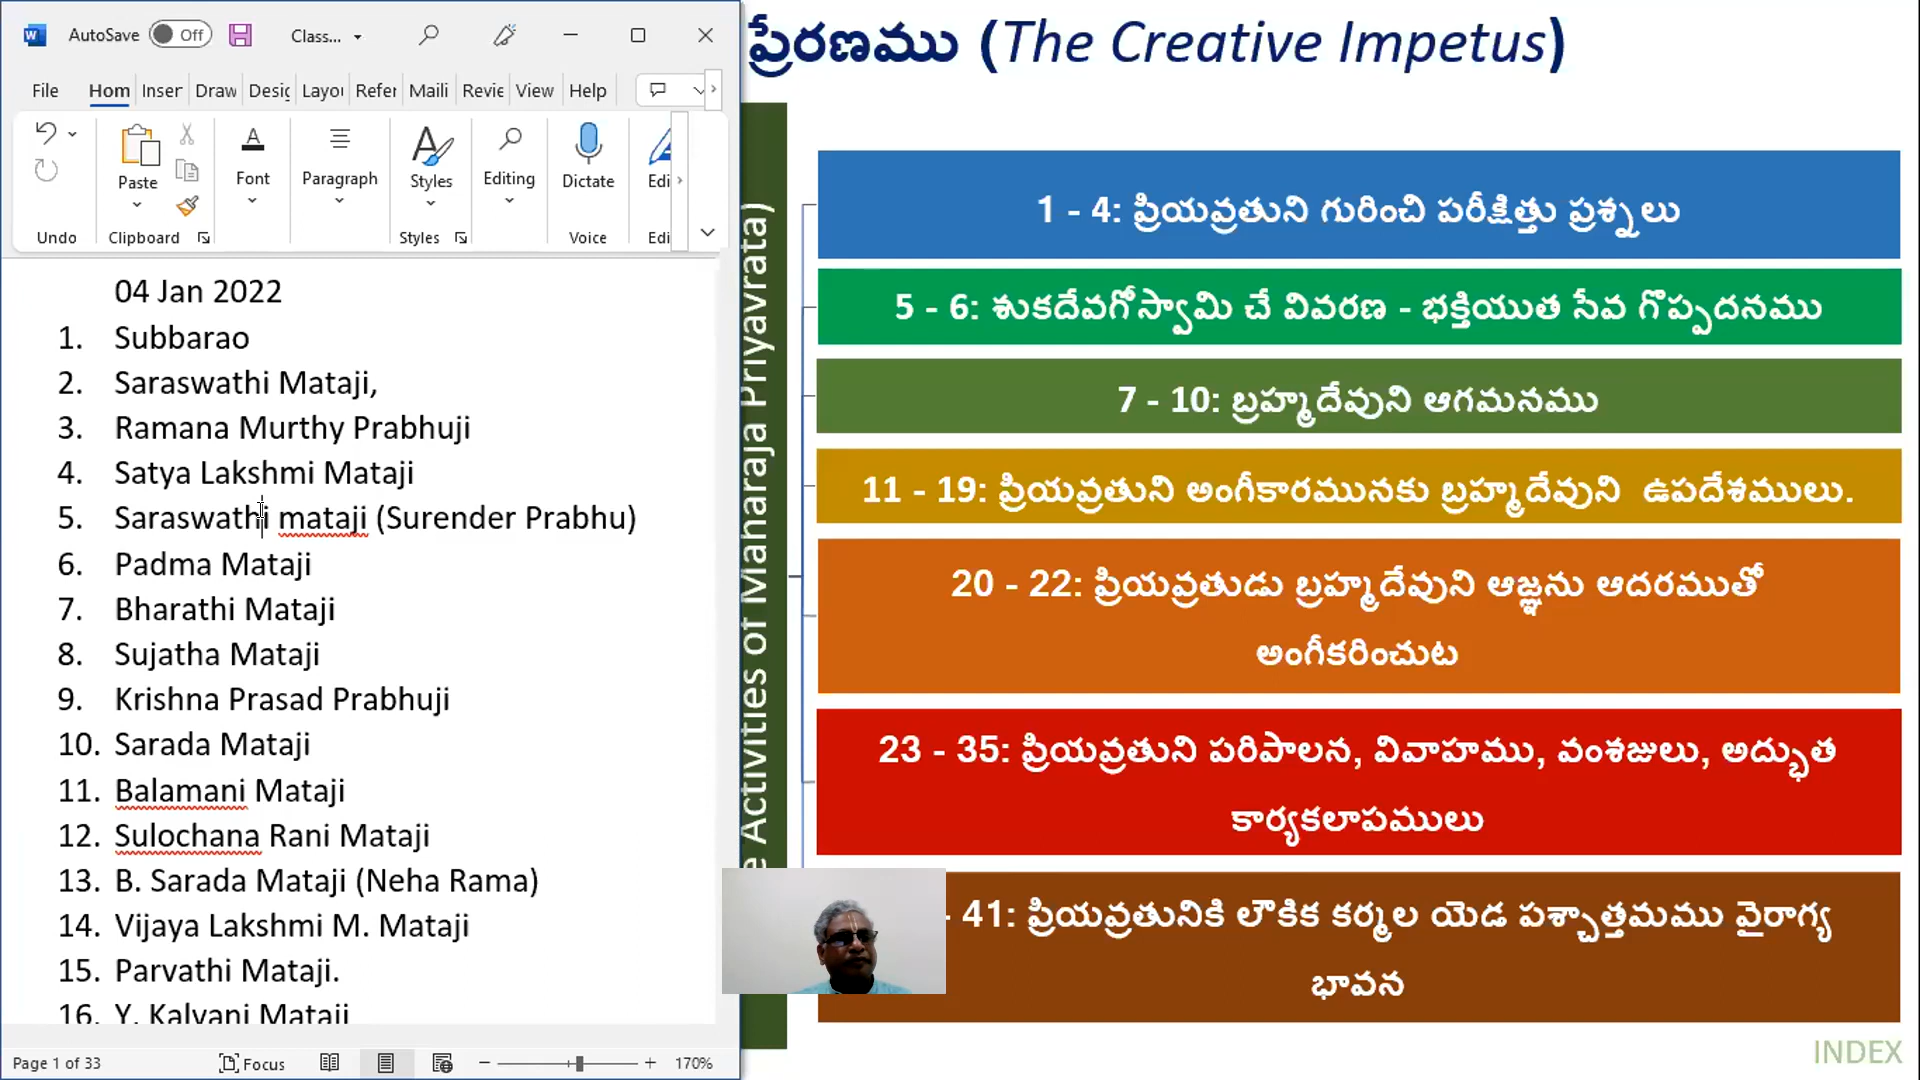 AutoSave Off Class...
File Hom Inser Draw Desig Layou Refer Maili Revie View Help
Paste Font Paragraph Styles Editing Dictate Edi
Undo Clipboard Styles Voice Edi
04 Jan 2022
1. Subbarao
2. Saraswathi Mataji,
3. Ramana Murthy Prabhuji
4. Satya Lakshmi Mataji
5. Saraswathi mataji (Surender Prabhu)
6. Padma Mataji
7. Bharathi Mataji
8. Sujatha Mataji
9. Krishna Prasad Prabhuji
10. Sarada Mataji
11. Balamani Mataji
12. Sulochana Rani Mataji
13. B. Sarada Mataji (Neha Rama)
14. Vijaya Lakshmi M. Mataji
15. Parvathi Mataji.
16. Y. Kalyani Mataji
Page 1 of 33 Focus 170%
ప్రేరణము (The Creative Impetus)
e Activities of Maharaja Priyavrata)
1 - 4: ప్రియవ్రతుని గురించి పరీక్షిత్తు ప్రశ్నలు
5 - 6: శుకదేవగోస్వామి చే వివరణ - భక్తియుత సేవ గొప్పదనము
7 - 10: బ్రహ్మదేవుని ఆగమనము
11 - 19: ప్రియవ్రతుని అంగీకారమునకు బ్రహ్మదేవుని ఉపదేశములు.
20 - 22: ప్రియవ్రతుడు బ్రహ్మదేవుని ఆజ్ఞను ఆదరముతో
అంగీకరించుట
23 - 35: ప్రియవ్రతుని పరిపాలన, వివాహము, వంశజులు, అద్భుత
కార్యకలాపములు
- 41: ప్రియవ్రతునికి లౌకిక కర్మల యెడ పశ్చాత్తమము వైరాగ్య
భావన
INDEX